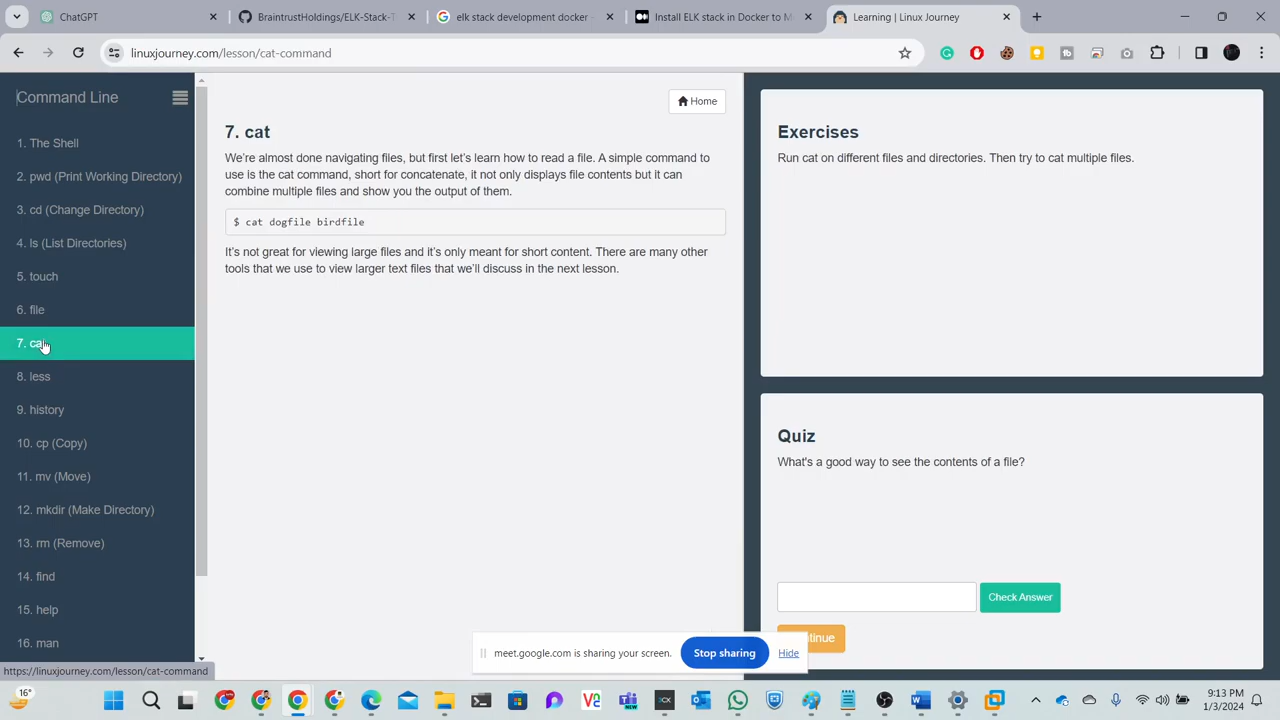 ChatGPT
BraintrustHoldings/ELK-Stack-T
elk stack development docker -
Install ELK stack in Docker to M
Learning | Linux Journey
linuxjourney.com/lesson/cat-command
Command Line
1. The Shell
2. pwd (Print Working Directory)
3. cd (Change Directory)
4. ls (List Directories)
5. touch
6. file
7. cat
8. less
9. history
10. cp (Copy)
11. mv (Move)
12. mkdir (Make Directory)
13. rm (Remove)
14. find
15. help
16. man
https://linuxjourney.com/lesson/cat-command
Home
7. cat
We're almost done navigating files, but first let's learn how to read a file. A simple command to
use is the cat command, short for concatenate, it not only displays file contents but it can
combine multiple files and show you the output of them.
$ cat dogfile birdfile
It's not great for viewing large files and it's only meant for short content. There are many other
tools that we use to view larger text files that we'll discuss in the next lesson.
Exercises
Run cat on different files and directories. Then try to cat multiple files.
Quiz
What's a good way to see the contents of a file?
Check Answer
tinue
meet.google.com is sharing your screen.
Stop sharing
Hide
16°
9:13 PM
1/3/2024